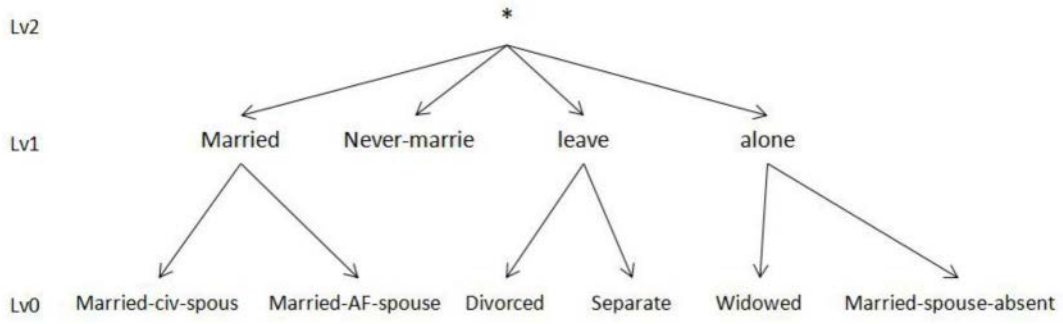 Lv2 *
Lv1 Married Never-marrie leave alone
Lv0 Married-civ-spous Married-AF-spouse Divorced Separate Widowed Married-spouse-absent